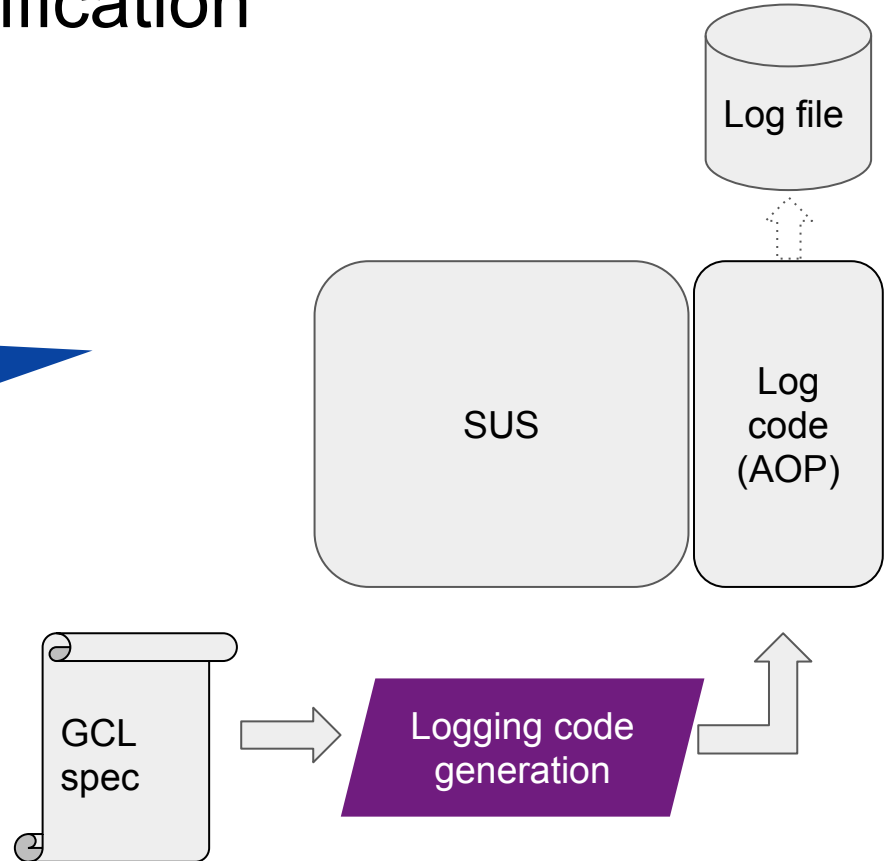 ification
Log file
SUS
Log
code
(AOP)
GCL
spec
Logging code
generation